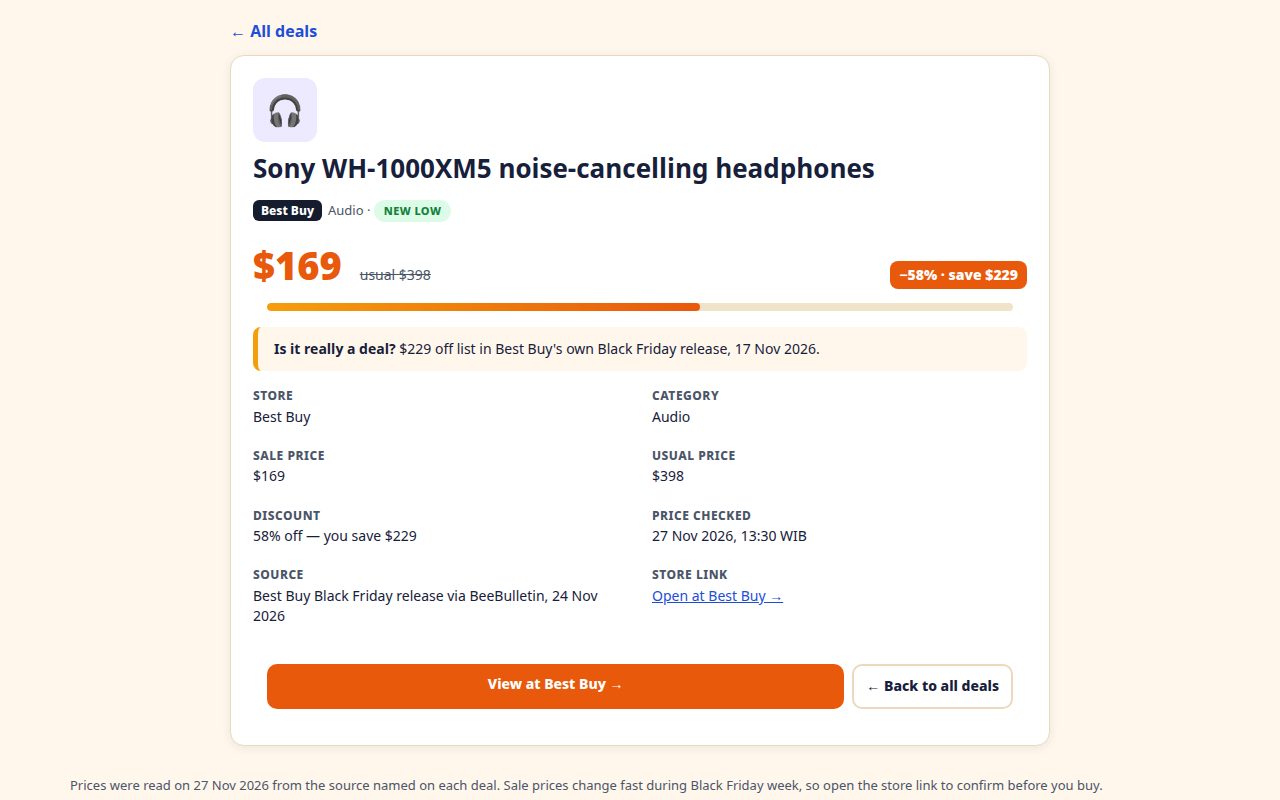 ← All deals
Sony WH-1000XM5 noise-cancelling headphones
Best Buy Audio · NEW LOW
$169 usual $398 −58% · save $229
Is it really a deal? $229 off list in Best Buy's own Black Friday release, 17 Nov 2026.
STORE
Best Buy
CATEGORY
Audio
SALE PRICE
$169
USUAL PRICE
$398
DISCOUNT
58% off — you save $229
PRICE CHECKED
27 Nov 2026, 13:30 WIB
SOURCE
Best Buy Black Friday release via BeeBulletin, 24 Nov
2026
STORE LINK
Open at Best Buy →
View at Best Buy →
← Back to all deals
Prices were read on 27 Nov 2026 from the source named on each deal. Sale prices change fast during Black Friday week, so open the store link to confirm before you buy.